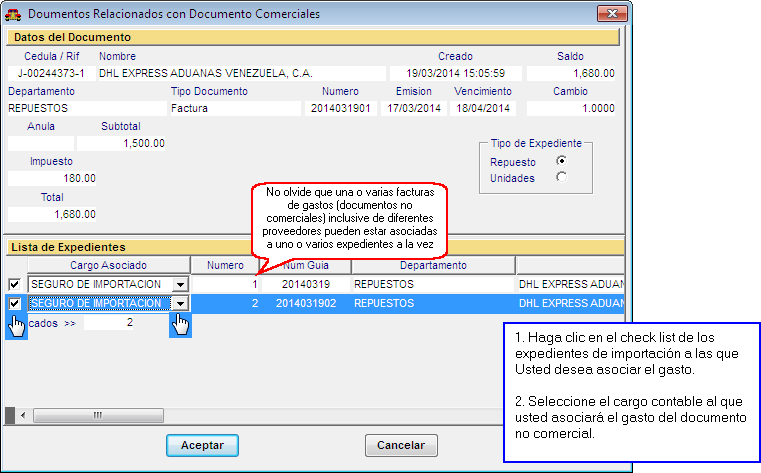 Doumentos Relacionados con Documento Comerciales
Datos del Documento
Cedula / Rif Nombre Creado Saldo
J-00244373-1 DHL EXPRESS ADUANAS VENEZUELA, C.A. 19/03/2014 15:05:59 1,680.00
Departamento Tipo Documento Numero Emision Vencimiento Cambio
REPUESTOS Factura 2014031901 17/03/2014 18/04/2014 1.0000
Anula Subtotal
1,500.00
Tipo de Expediente
Impuesto
Repuesto
180.00
Unidades
Total
1,680.00
No olvide que una o varias facturas
de gastos (documentos no
comerciales) inclusive de diferentes
proveedores pueden estar asociadas
a uno o varios expedientes a la vez
Lista de Expedientes
Cargo Asociado Numero Num Guia Departamento
SEGURO DE IMPORTACION 1 20140319 REPUESTOS DHL EXPRESS ADUAN
SEGURO DE IMPORTACION 2 2014031902 REPUESTOS DHL EXPRESS ADUAN
cados >> 2
1. Haga clic en el check list de los
expedientes de importación a las que
Usted desea asociar el gasto.
2. Seleccione el cargo contable al que
usted asociará el gasto del documento
no comercial.
Aceptar Cancelar